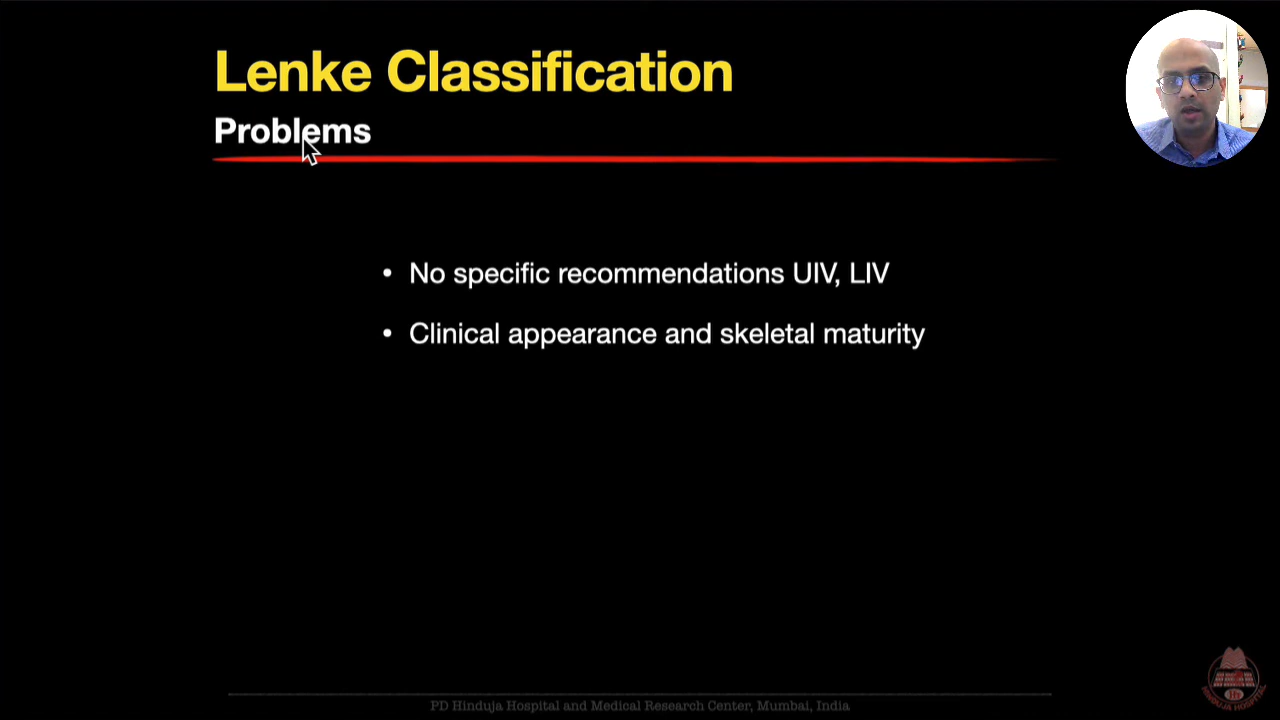 Lenke Classification
Problems
• No specific recommendations UIV, LIV
• Clinical appearance and skeletal maturity
PD Hinduja Hospital and Medical Research Center, Mumbai, India